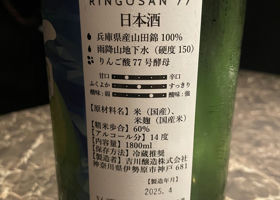 RINGOSAN 77
日本酒
兵庫県産山田錦100%
雨降山地下水（硬度150）
りんご酸77号酵母
甘口 辛口
ふくよか すっきり
酸味：弱 酸味：強
【原材料名】米（国産）、
米麹（国産米）
【精米歩合】60%
【アルコール分】14度
【内容量】1800ml
【保存方法】冷蔵推奨
【製造者】吉川醸造株式会社
神奈川県伊勢原市神戸681
【製造年月】
2025.4